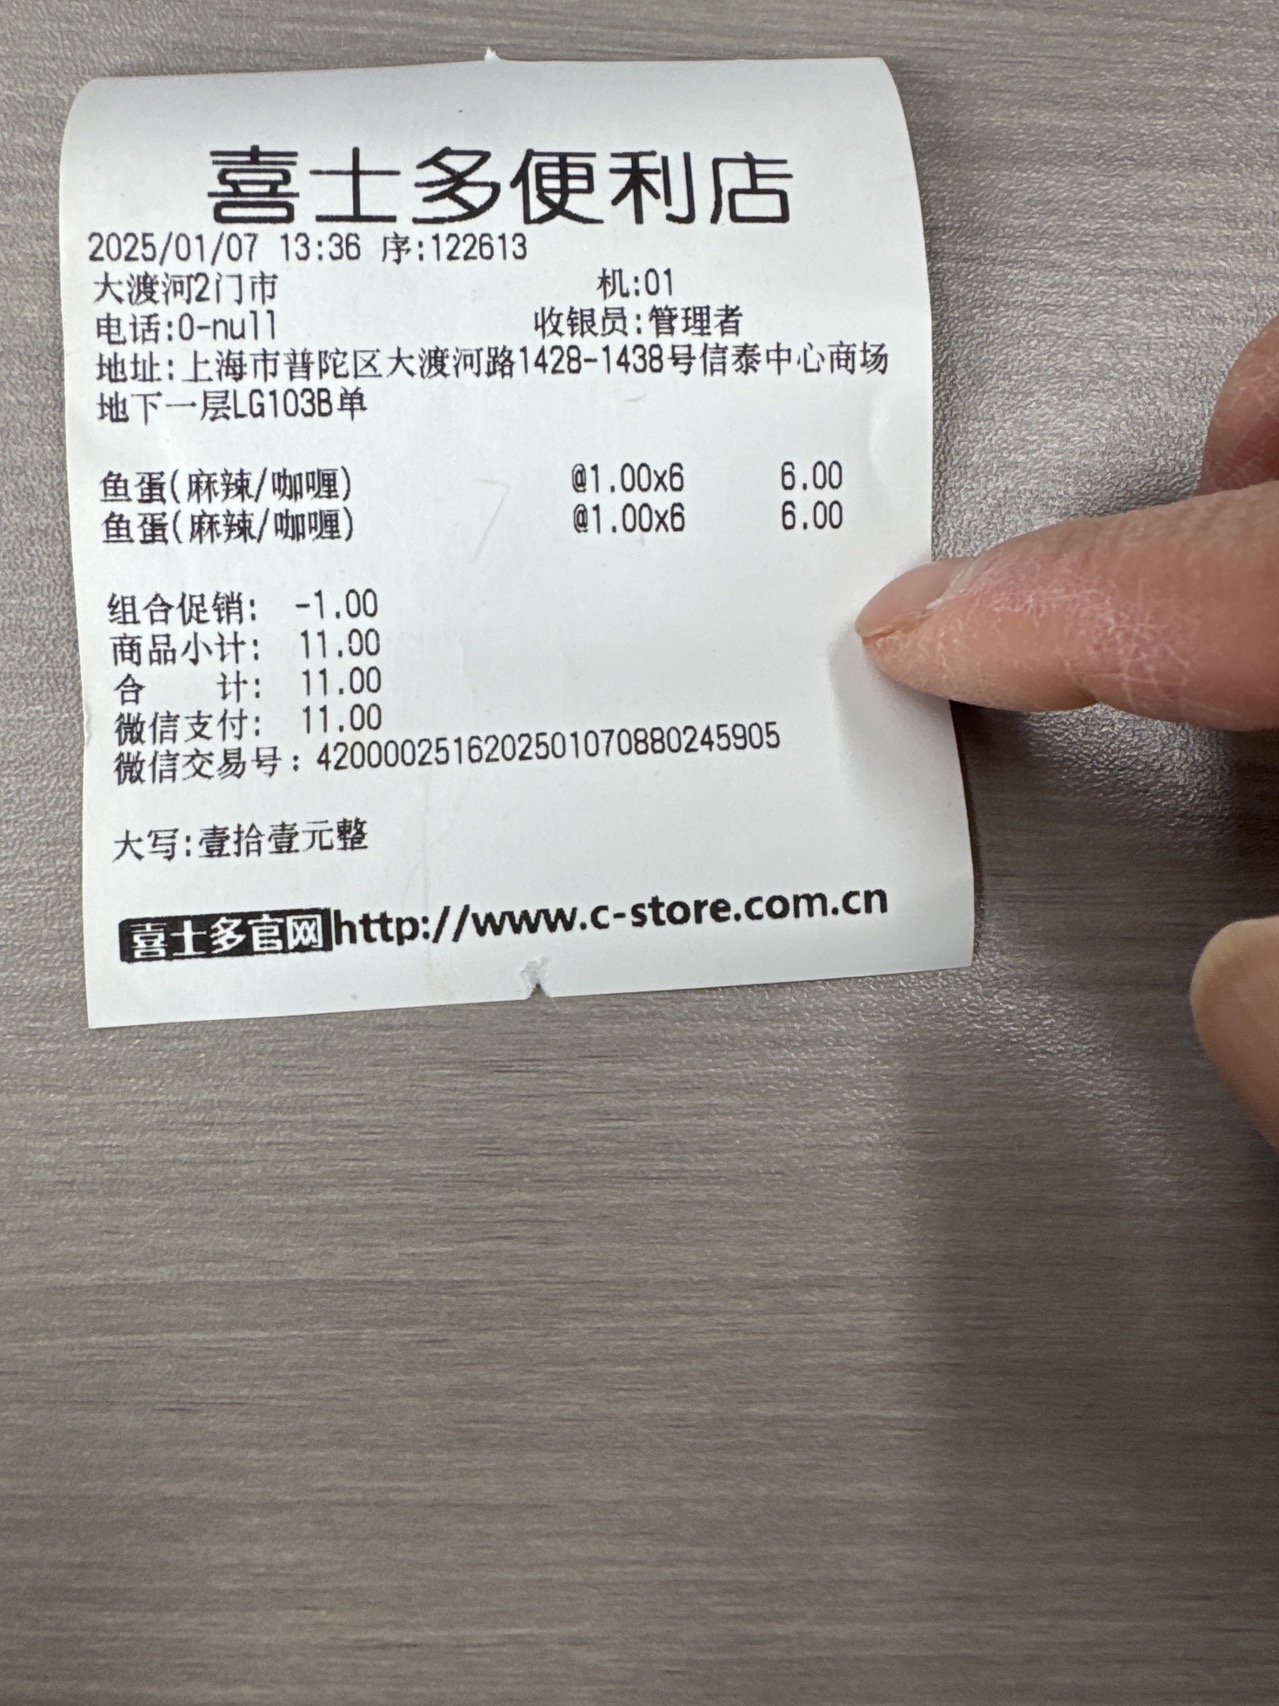 喜士多便利店
2025/01/07 13:36 序:122613
大渡河2门市 机:01
电话:0-null 收银员:管理者
地址:上海市普陀区大渡河路1428-1438号信泰中心商场
地下一层LG103B单
鱼蛋(麻辣/咖喱) @1.00x6 6.00
鱼蛋(麻辣/咖喱) @1.00x6 6.00
组合促销: -1.00
商品小计: 11.00
合 计: 11.00
微信支付: 11.00
微信交易号: 4200002516202501070880245905
大写:壹拾壹元整
喜士多官网http://www.c-store.com.cn